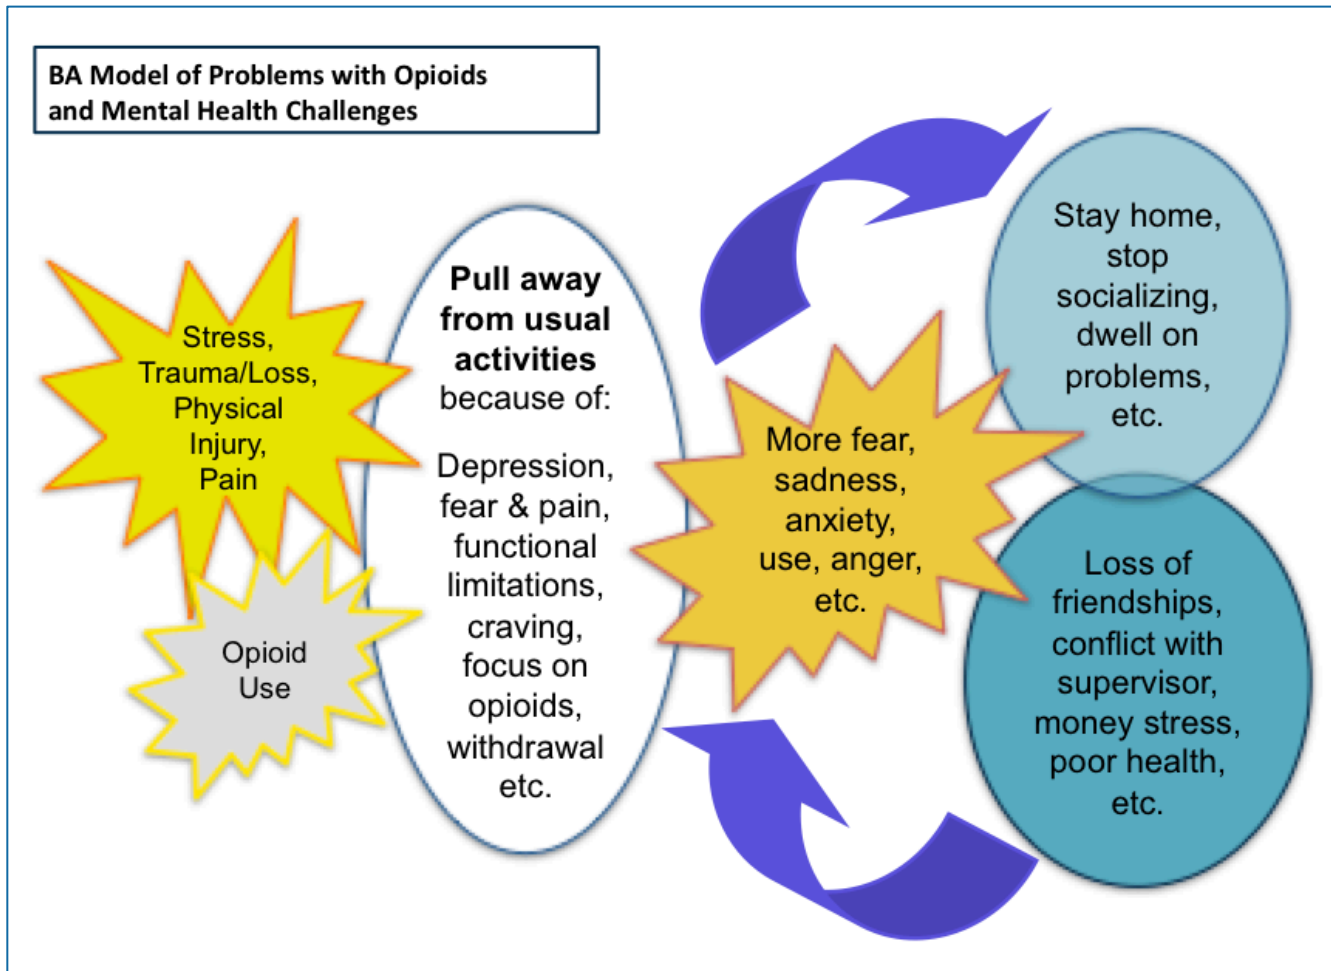 BA Model of Problems with Opioids
and Mental Health Challenges
Stress,
Trauma/Loss,
Physical
Injury,
Pain
Opioid
Use
Pull away
from usual
activities
because of:
Depression,
fear & pain,
functional
limitations,
craving,
focus on
opioids,
withdrawal
etc.
More fear,
sadness,
anxiety,
use, anger,
etc.
Stay home,
stop
socializing,
dwell on
problems,
etc.
Loss of
friendships,
conflict with
supervisor,
money stress,
poor health,
etc.